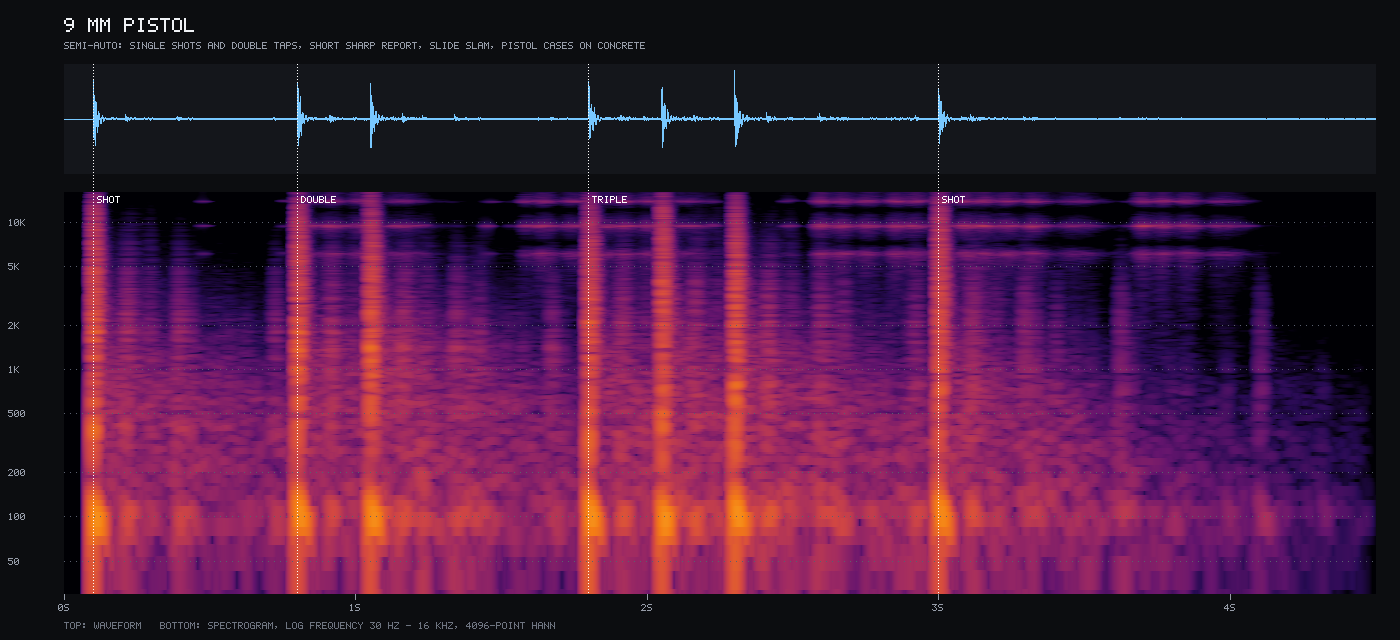 9 MM PISTOL
SEMI-AUTO: SINGLE SHOTS AND DOUBLE TAPS, SHORT SHARP REPORT, SLIDE SLAM, PISTOL CASES ON CONCRETE
SHOT DOUBLE TRIPLE SHOT
10K
5K
2K
1K
500
200
100
50
0S 1S 2S 3S 4S
TOP: WAVEFORM BOTTOM: SPECTROGRAM, LOG FREQUENCY 30 HZ - 16 KHZ, 4096-POINT HANN